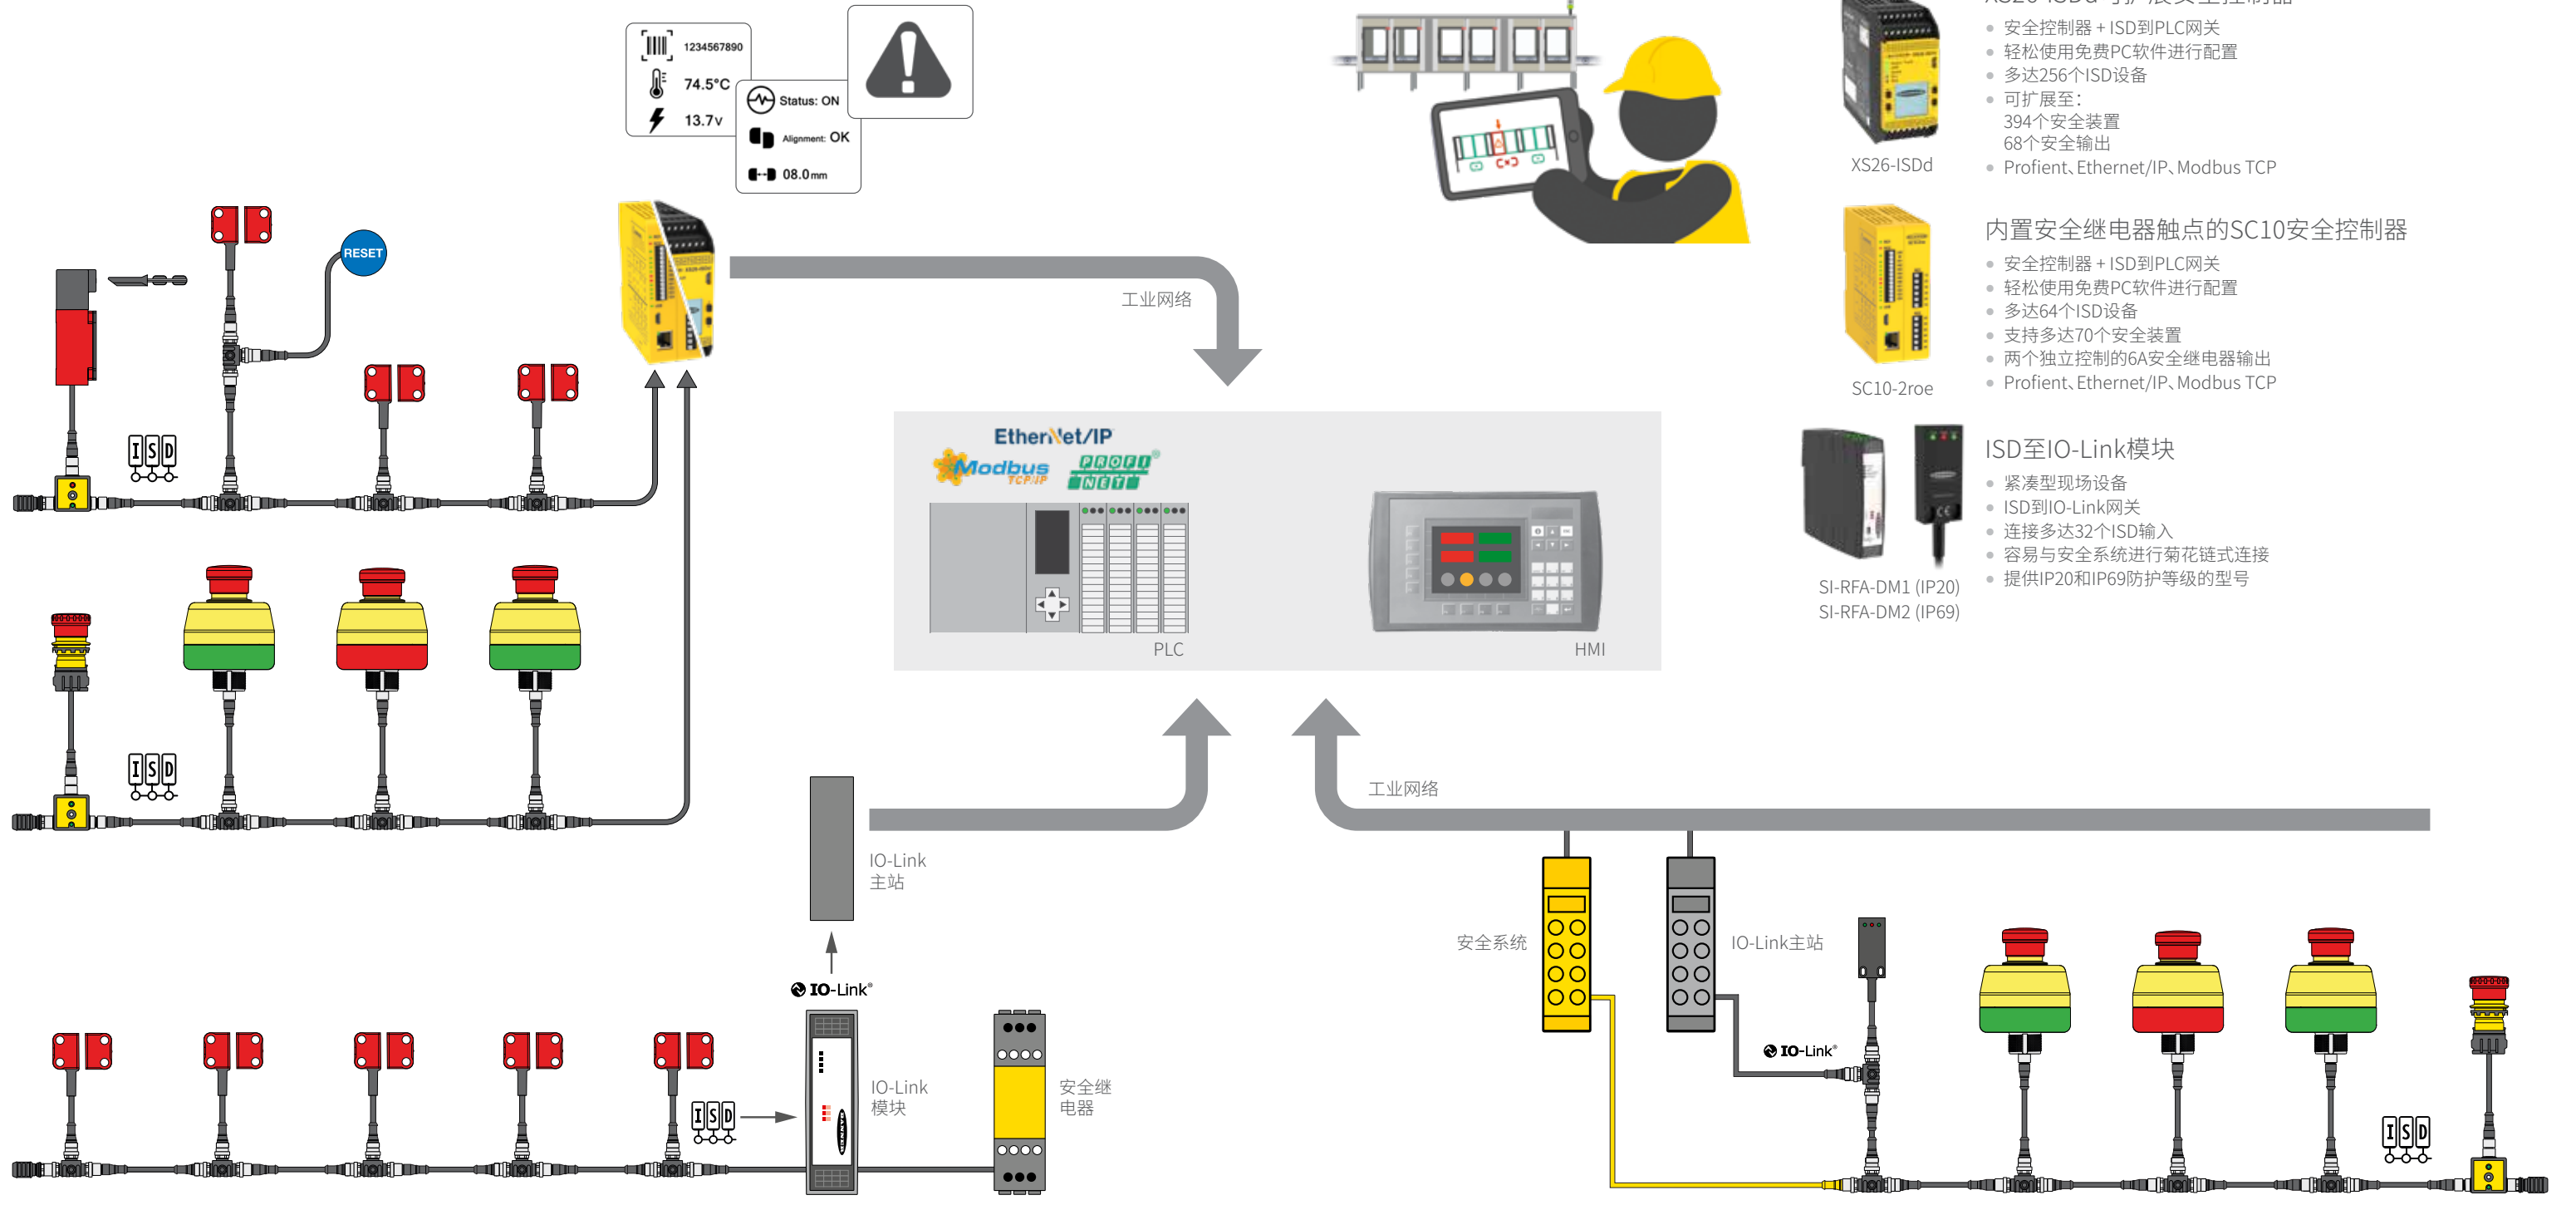 1234567890
74.5°C
13.7v
Status: ON
Alignment: OK
08.0mm
RESET
ISD
工业网络
EtherNet/IP
Modbus
TCP/IP
PROFI
NET®
PLC
HMI
ISD
工业网络
IO-Link
主站
IO-Link®
IO-Link
模块
BANNER
安全继
电器
ISD
安全系统
IO-Link主站
IO-Link®
ISD
XS26-ISDd可扩展安全控制器
安全控制器 + ISD到PLC网关
轻松使用免费PC软件进行配置
多达256个ISD设备
可扩展至：
394个安全装置
68个安全输出
Profient、Ethernet/IP、Modbus TCP
XS26-ISDd
内置安全继电器触点的SC10安全控制器
安全控制器 + ISD到PLC网关
轻松使用免费PC软件进行配置
多达64个ISD设备
支持多达70个安全装置
两个独立控制的6A安全继电器输出
Profient、Ethernet/IP、Modbus TCP
SC10-2roe
ISD至IO-Link模块
紧凑型现场设备
ISD到IO-Link网关
连接多达32个ISD输入
容易与安全系统进行菊花链式连接
提供IP20和IP69防护等级的型号
SI-RFA-DM1 (IP20)
SI-RFA-DM2 (IP69)